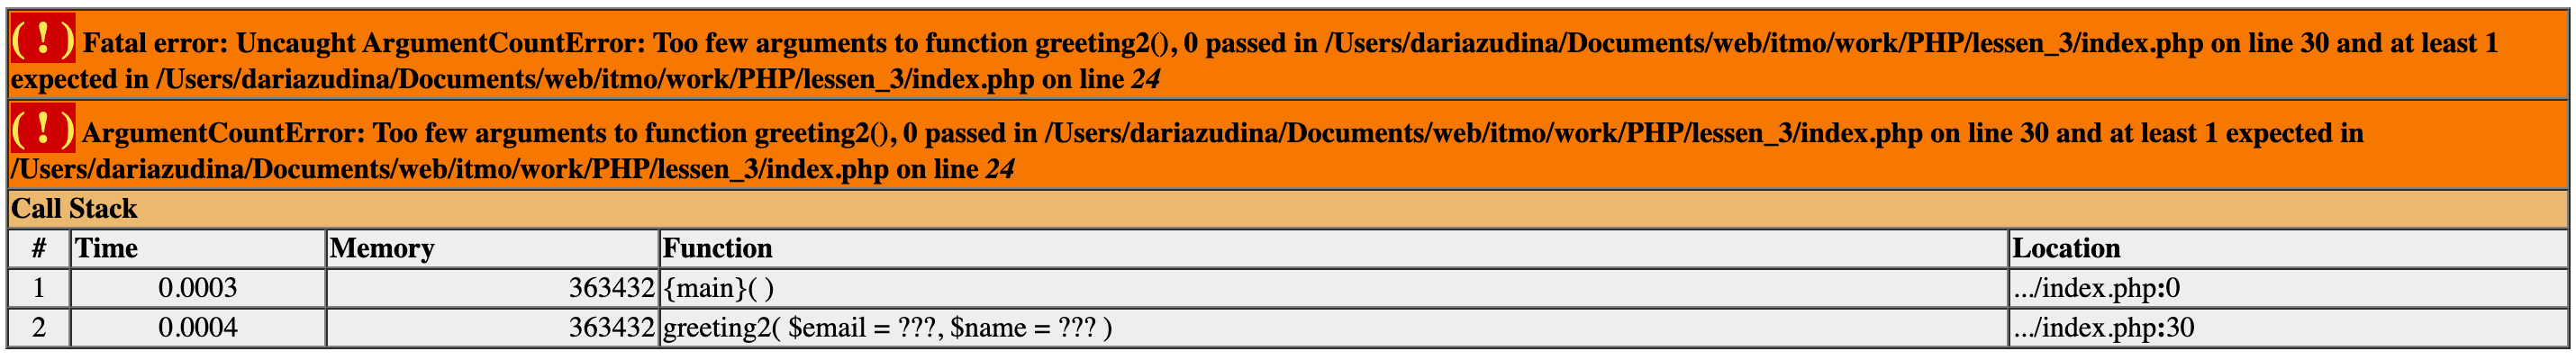 ( ! ) Fatal error: Uncaught ArgumentCountError: Too few arguments to function greeting2(), 0 passed in /Users/dariazudina/Documents/web/itmo/work/PHP/lessen_3/index.php on line 30 and at least 1
expected in /Users/dariazudina/Documents/web/itmo/work/PHP/lessen_3/index.php on line 24
( ! ) ArgumentCountError: Too few arguments to function greeting2(), 0 passed in /Users/dariazudina/Documents/web/itmo/work/PHP/lessen_3/index.php on line 30 and at least 1 expected in
/Users/dariazudina/Documents/web/itmo/work/PHP/lessen_3/index.php on line 24
Call Stack
# Time Memory Function Location
1 0.0003 363432 {main}( ) .../index.php:0
2 0.0004 363432 greeting2( $email = ???, $name = ??? ) .../index.php:30